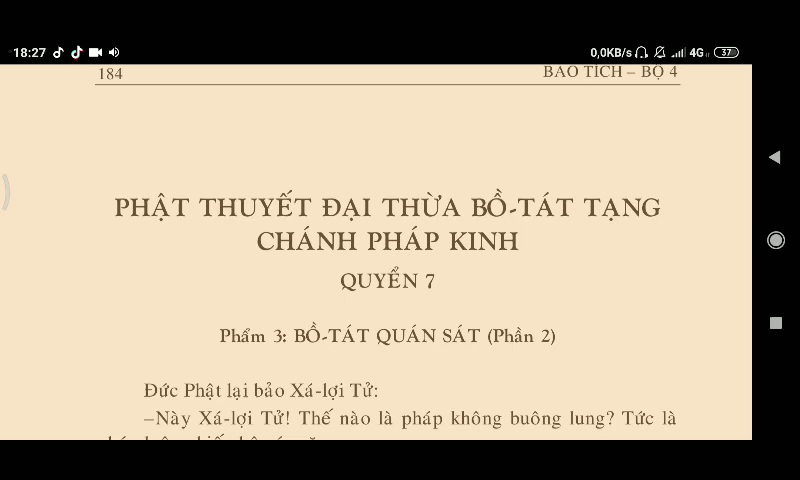 18:27
0,0KB/s 4G 37
184 BẢO TÍCH – BỘ 4
PHẬT THUYẾT ĐẠI THỪA BỒ-TÁT TẠNG
CHÁNH PHÁP KINH
QUYỂN 7
Phẩm 3: BỒ-TÁT QUÁN SÁT (Phần 2)
Đức Phật lại bảo Xá-lợi Tử:
–Này Xá-lợi Tử! Thế nào là pháp không buông lung? Tức là